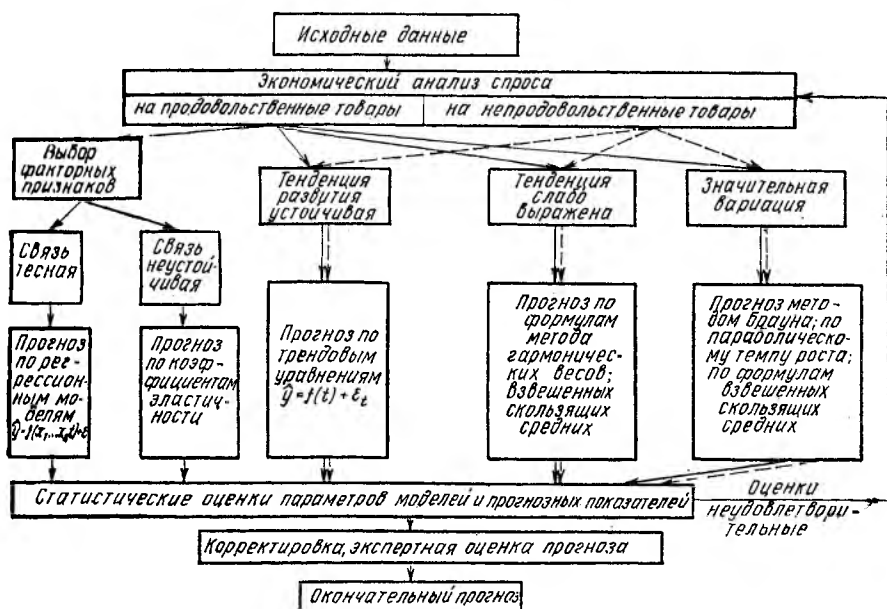 Исходные данные
Экономический анализ спроса
на продовольственные товары
на непродовольственные товары
Выбор
факторных
признаков
Тенденция
развития
устойчивая
Тенденция
слабо
выражена
Значительная
вариация
Связь
тесная
Связь
неустой-
чивая
Прогноз
по рег-
рессион-
ным мо-
делям
ŷ=f(x₁...xₙt)+ε
Прогноз
по коэф-
фициентам
эластич-
ности
Прогноз по
трендовым
уравнениям
ŷ=f(t)+εₜ
Прогноз по
формулам
метода
гармоничес-
ких весов;
взвешенных
скользящих
средних
Прогноз мето-
дом Брауна; по
параболическо-
му темпу роста;
по формулам
взвешенных
скользящих
средних
Статистические оценки параметров моделей и прогнозных показателей
Оценки
неудовлетвори-
тельные
Корректировка, экспертная оценка прогноза
Окончательный прогноз